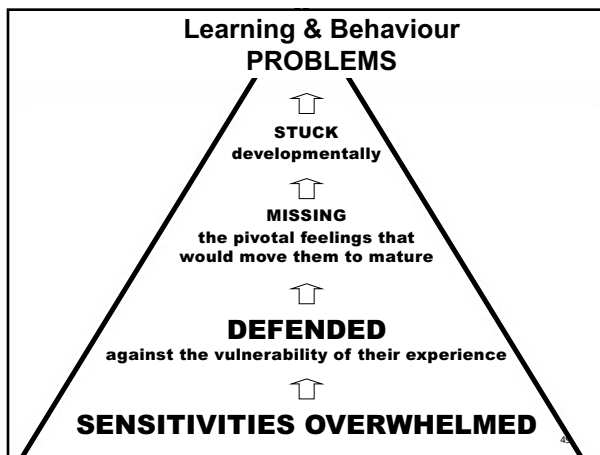 Learning & Behaviour
PROBLEMS
STUCK
developmentally
MISSING
the pivotal feelings that
would move them to mature
DEFENDED
against the vulnerability of their experience
SENSITIVITIES OVERWHELMED